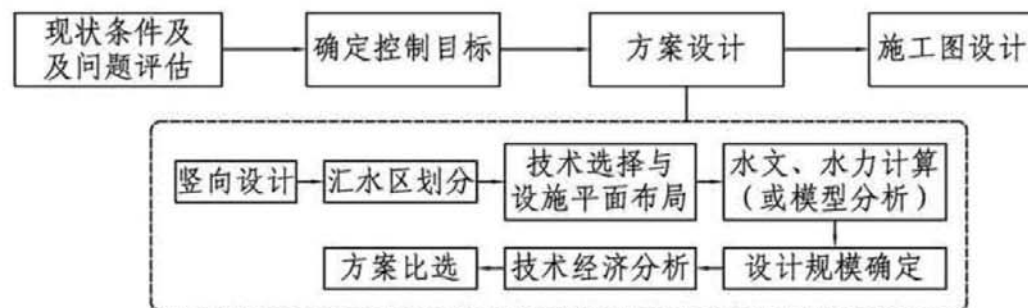 现状条件及
及问题评估
确定控制目标
方案设计
施工图设计
竖向设计
汇水区划分
技术选择与
设施平面布局
水文、水力计算
（或模型分析）
设计规模确定
技术经济分析
方案比选